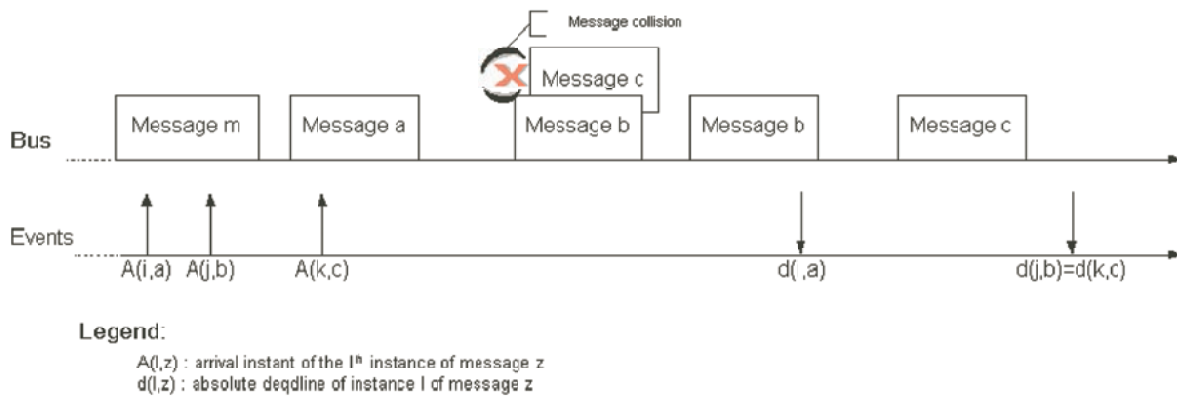 Message collision
Message c
Message m
Message a
Message b
Message b
Message c
Bus
Events
A(i,a)
A(j,b)
A(k,c)
d( ,a)
d(j,b)=d(k,c)
Legend:
A(l,z) : arrival instant of the lᵗʰ instance of message z
d(l,z) : absolute deqdline of instance l of message z